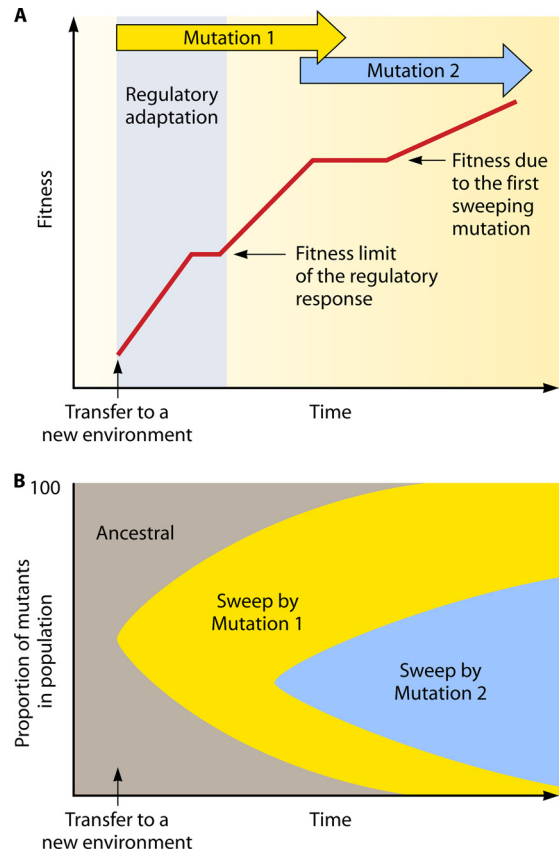 A
Mutation 1
Mutation 2
Regulatory
adaptation
Fitness
Fitness due
to the first
sweeping
mutation
Fitness limit
of the regulatory
response
Transfer to a
new environment
Time
B
100
Ancestral
Proportion of mutants
in population
Sweep by
Mutation 1
Sweep by
Mutation 2
Transfer to a
new environment
Time